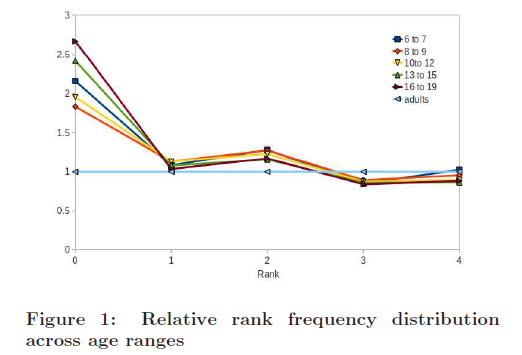 3
2.5
2
1.5
1
0.5
0
0 1 2 3 4
Rank
6 to 7
8 to 9
10to 12
13 to 15
16 to 19
adults
Figure 1: Relative rank frequency distribution
across age ranges